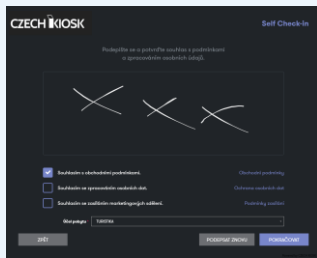 CZECH KIOSK
Self Check-in
Podepište se a potvrďte souhlas s podmínkami
a zpracováním osobních údajů.
Souhlasím s obchodními podmínkami.
Obchodní podmínky
Souhlasím se zpracováním osobních dat.
Ochrana osobních dat
Souhlasím se zasíláním marketingových sdělení.
Podmínky zasílání
Účel pobytu
TURISTIKA
ZPĚT
PODEPSAT ZNOVU
POKRAČOVAT